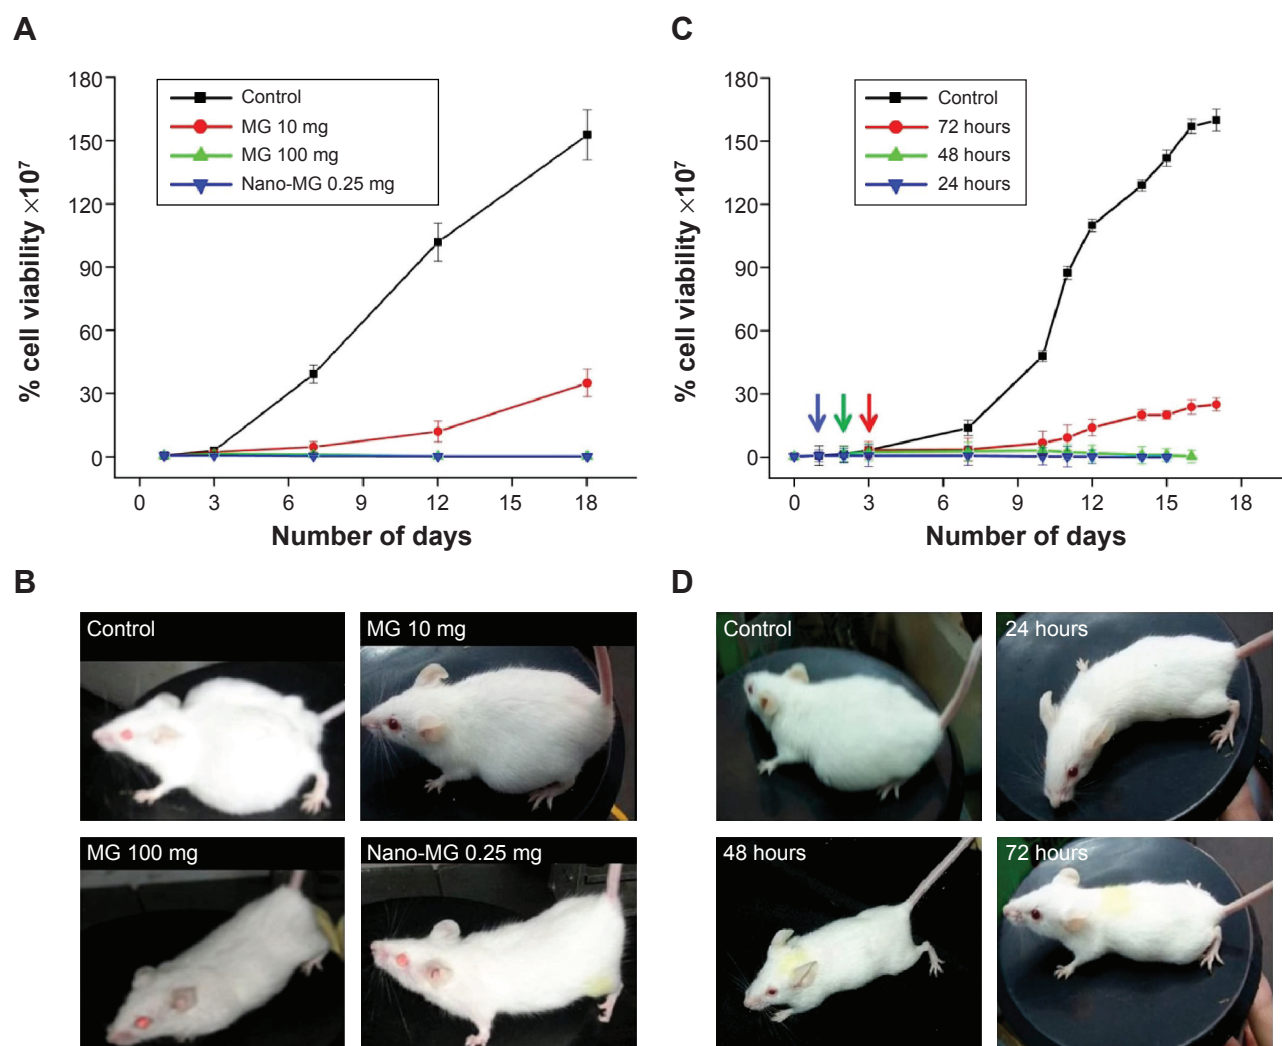 A
180
150
120
90
60
30
0
% cell viability ×10⁷
Control
MG 10 mg
MG 100 mg
Nano-MG 0.25 mg
0 3 6 9 12 15 18
Number of days
C
180
150
120
90
60
30
0
% cell viability ×10⁷
Control
72 hours
48 hours
24 hours
0 3 6 9 12 15 18
Number of days
B
Control
MG 10 mg
MG 100 mg
Nano-MG 0.25 mg
D
Control
24 hours
48 hours
72 hours